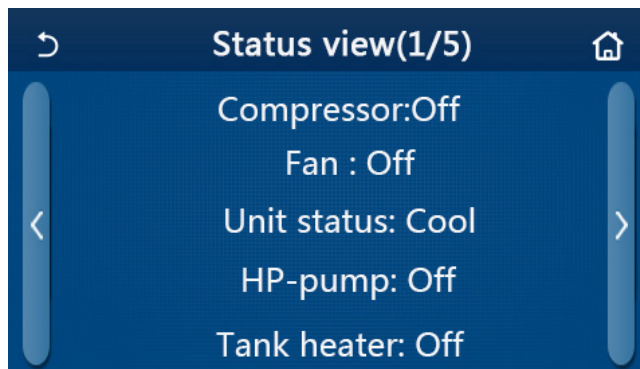 Status view(1/5)
Compressor:Off
Fan : Off
Unit status: Cool
HP-pump: Off
Tank heater: Off